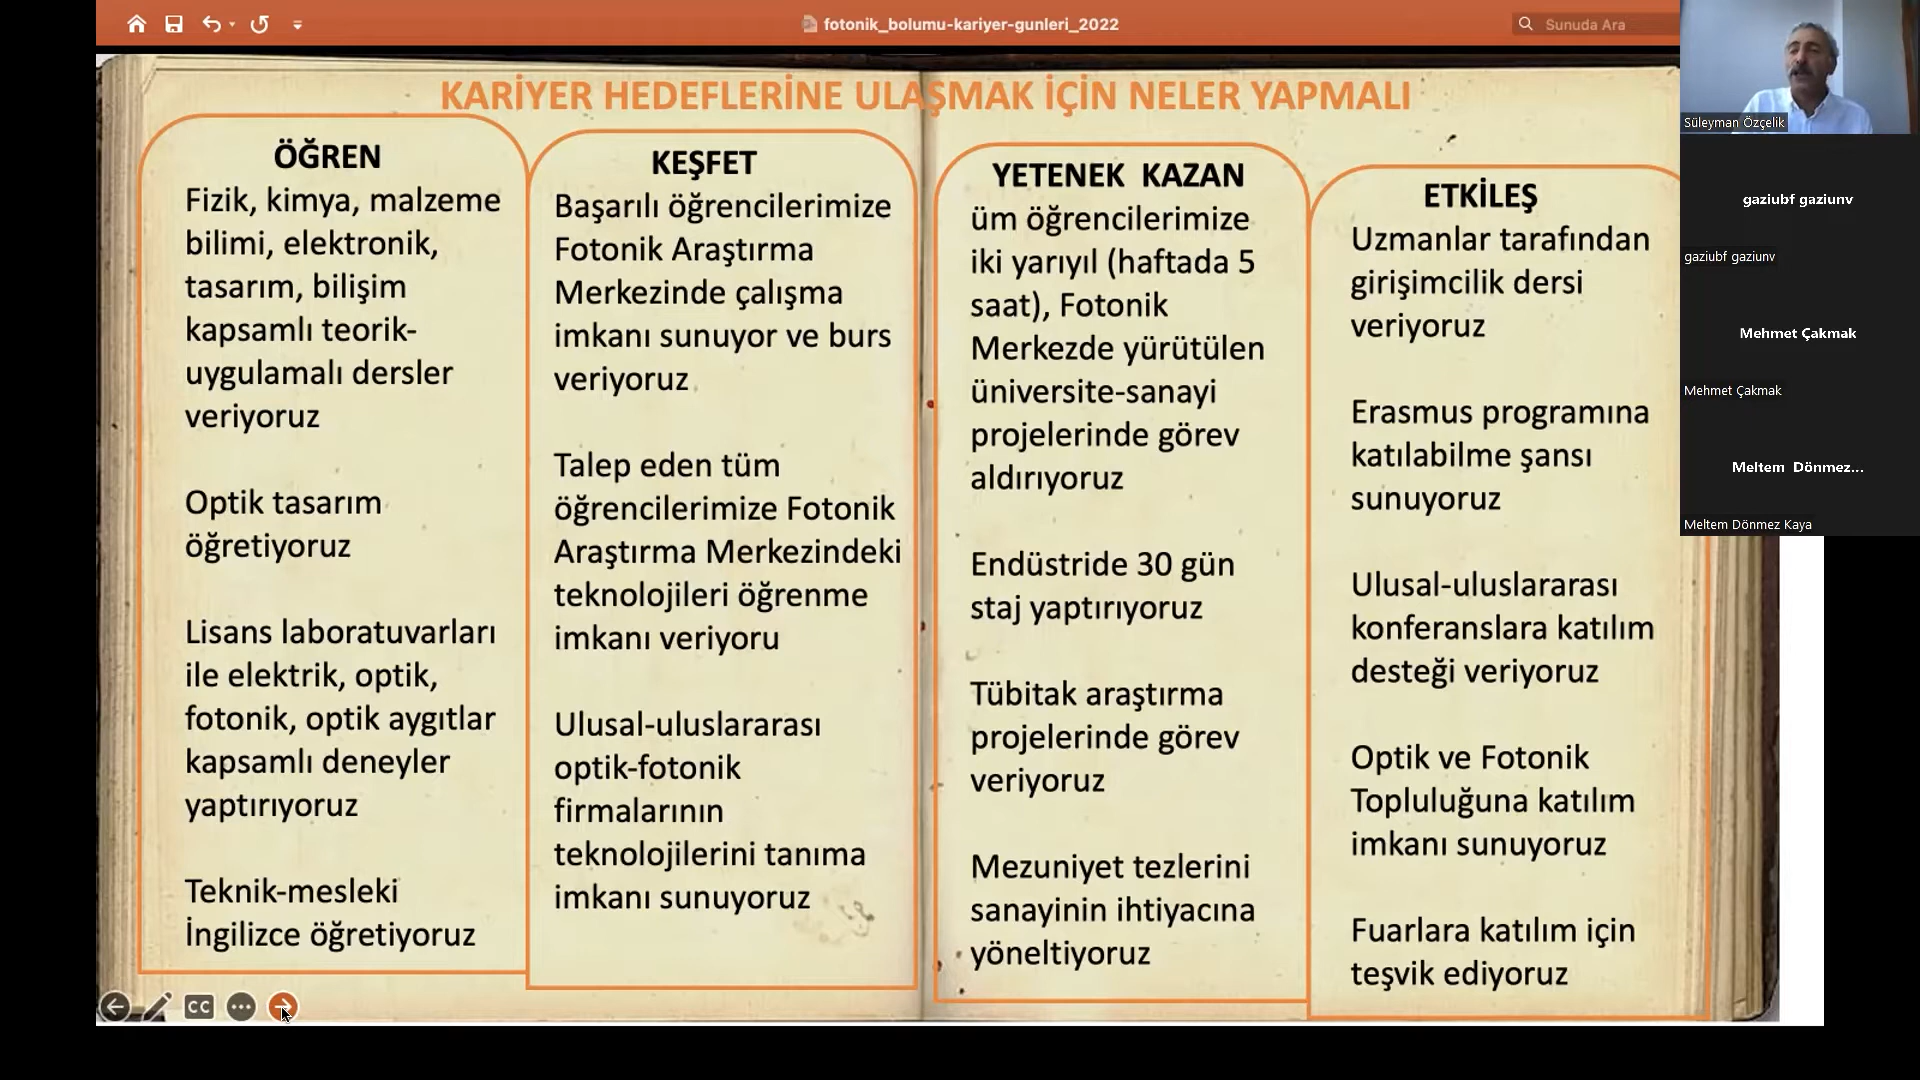 fotonik_bolumu-kariyer-gunleri_2022
Sunuda Ara
KARİYER HEDEFLERİNE ULAŞMAK İÇİN NELER YAPMALI
ÖĞREN
Fizik, kimya, malzeme
bilimi, elektronik,
tasarım, bilişim
kapsamlı teorik-
uygulamalı dersler
veriyoruz
Optik tasarım
öğretiyoruz
Lisans laboratuvarları
ile elektrik, optik,
fotonik, optik aygıtlar
kapsamlı deneyler
yaptırıyoruz
Teknik-mesleki
İngilizce öğretiyoruz
KEŞFET
Başarılı öğrencilerimize
Fotonik Araştırma
Merkezinde çalışma
imkanı sunuyor ve burs
veriyoruz
Talep eden tüm
öğrencilerimize Fotonik
Araştırma Merkezindeki
teknolojileri öğrenme
imkanı veriyoru
Ulusal-uluslararası
optik-fotonik
firmalarının
teknolojilerini tanıma
imkanı sunuyoruz
YETENEK KAZAN
üm öğrencilerimize
iki yarıyıl (haftada 5
saat), Fotonik
Merkezde yürütülen
üniversite-sanayi
projelerinde görev
aldırıyoruz
Endüstride 30 gün
staj yaptırıyoruz
Tübitak araştırma
projelerinde görev
veriyoruz
Mezuniyet tezlerini
sanayinin ihtiyacına
yöneltiyoruz
ETKİLEŞ
Uzmanlar tarafından
girişimcilik dersi
veriyoruz
Erasmus programına
katılabilme şansı
sunuyoruz
Ulusal-uluslararası
konferanslara katılım
desteği veriyoruz
Optik ve Fotonik
Topluluğuna katılım
imkanı sunuyoruz
Fuarlara katılım için
teşvik ediyoruz
Süleyman Özçelik
gaziubf gaziunv
gaziubf gaziunv
Mehmet Çakmak
Mehmet Çakmak
Meltem Dönmez...
Meltem Dönmez Kaya
CC